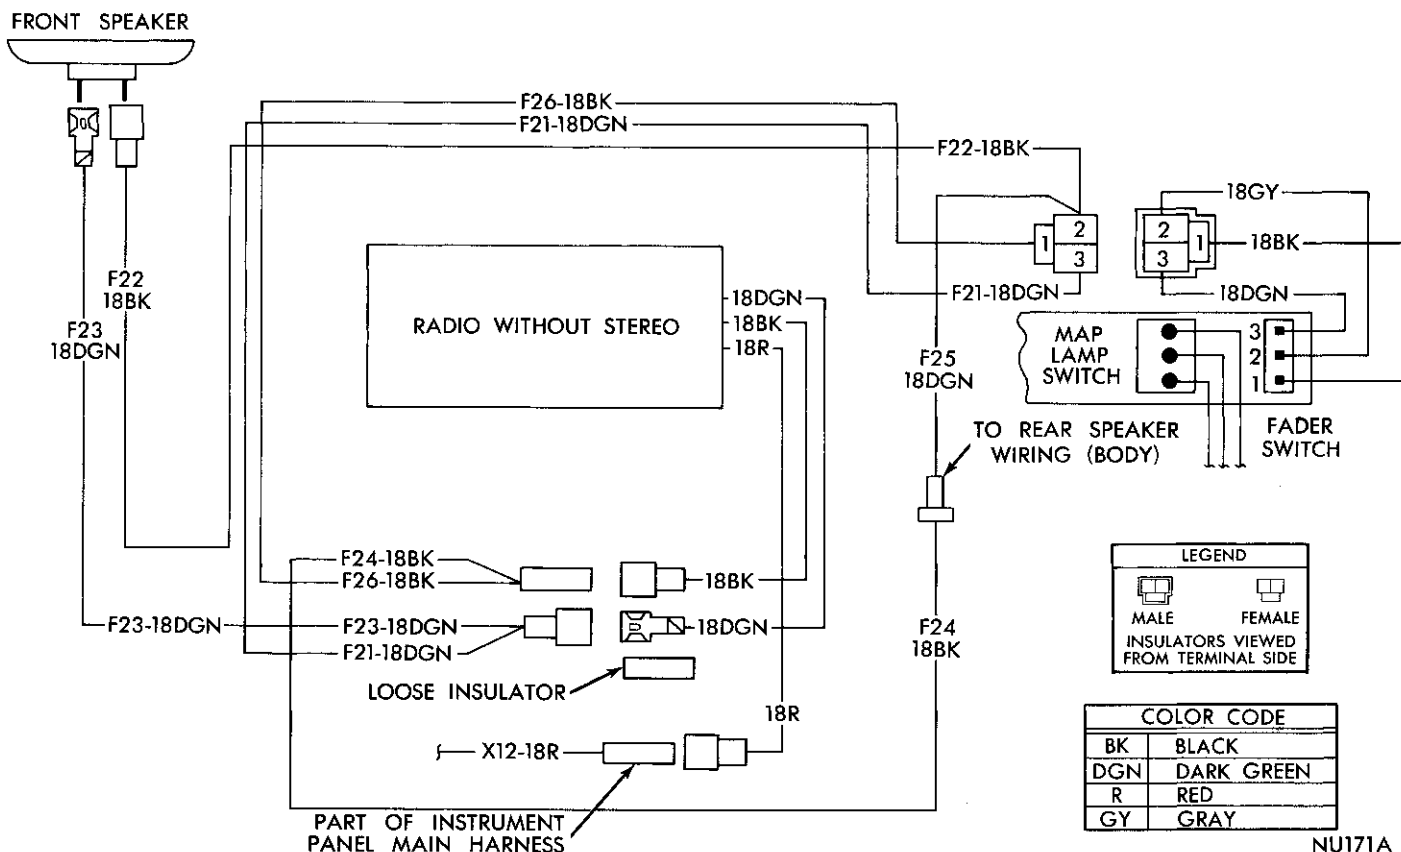 FRONT SPEAKER
F26-18BK
F21-18DGN
F22-18BK
18GY
2
1
3
2
1
3
18BK
F22
18BK
F21-18DGN
18DGN
18DGN
18BK
18R
RADIO WITHOUT STEREO
F23
18DGN
MAP
LAMP
SWITCH
3
2
1
F25
18DGN
TO REAR SPEAKER
WIRING (BODY)
FADER
SWITCH
F24-18BK
F26-18BK
18BK
F23-18DGN
F23-18DGN
18DGN
F21-18DGN
F24
18BK
LOOSE INSULATOR
18R
X12-18R
PART OF INSTRUMENT
PANEL MAIN HARNESS
LEGEND
MALE
FEMALE
INSULATORS VIEWED
FROM TERMINAL SIDE
COLOR CODE
BK BLACK
DGN DARK GREEN
R RED
GY GRAY
NU171A